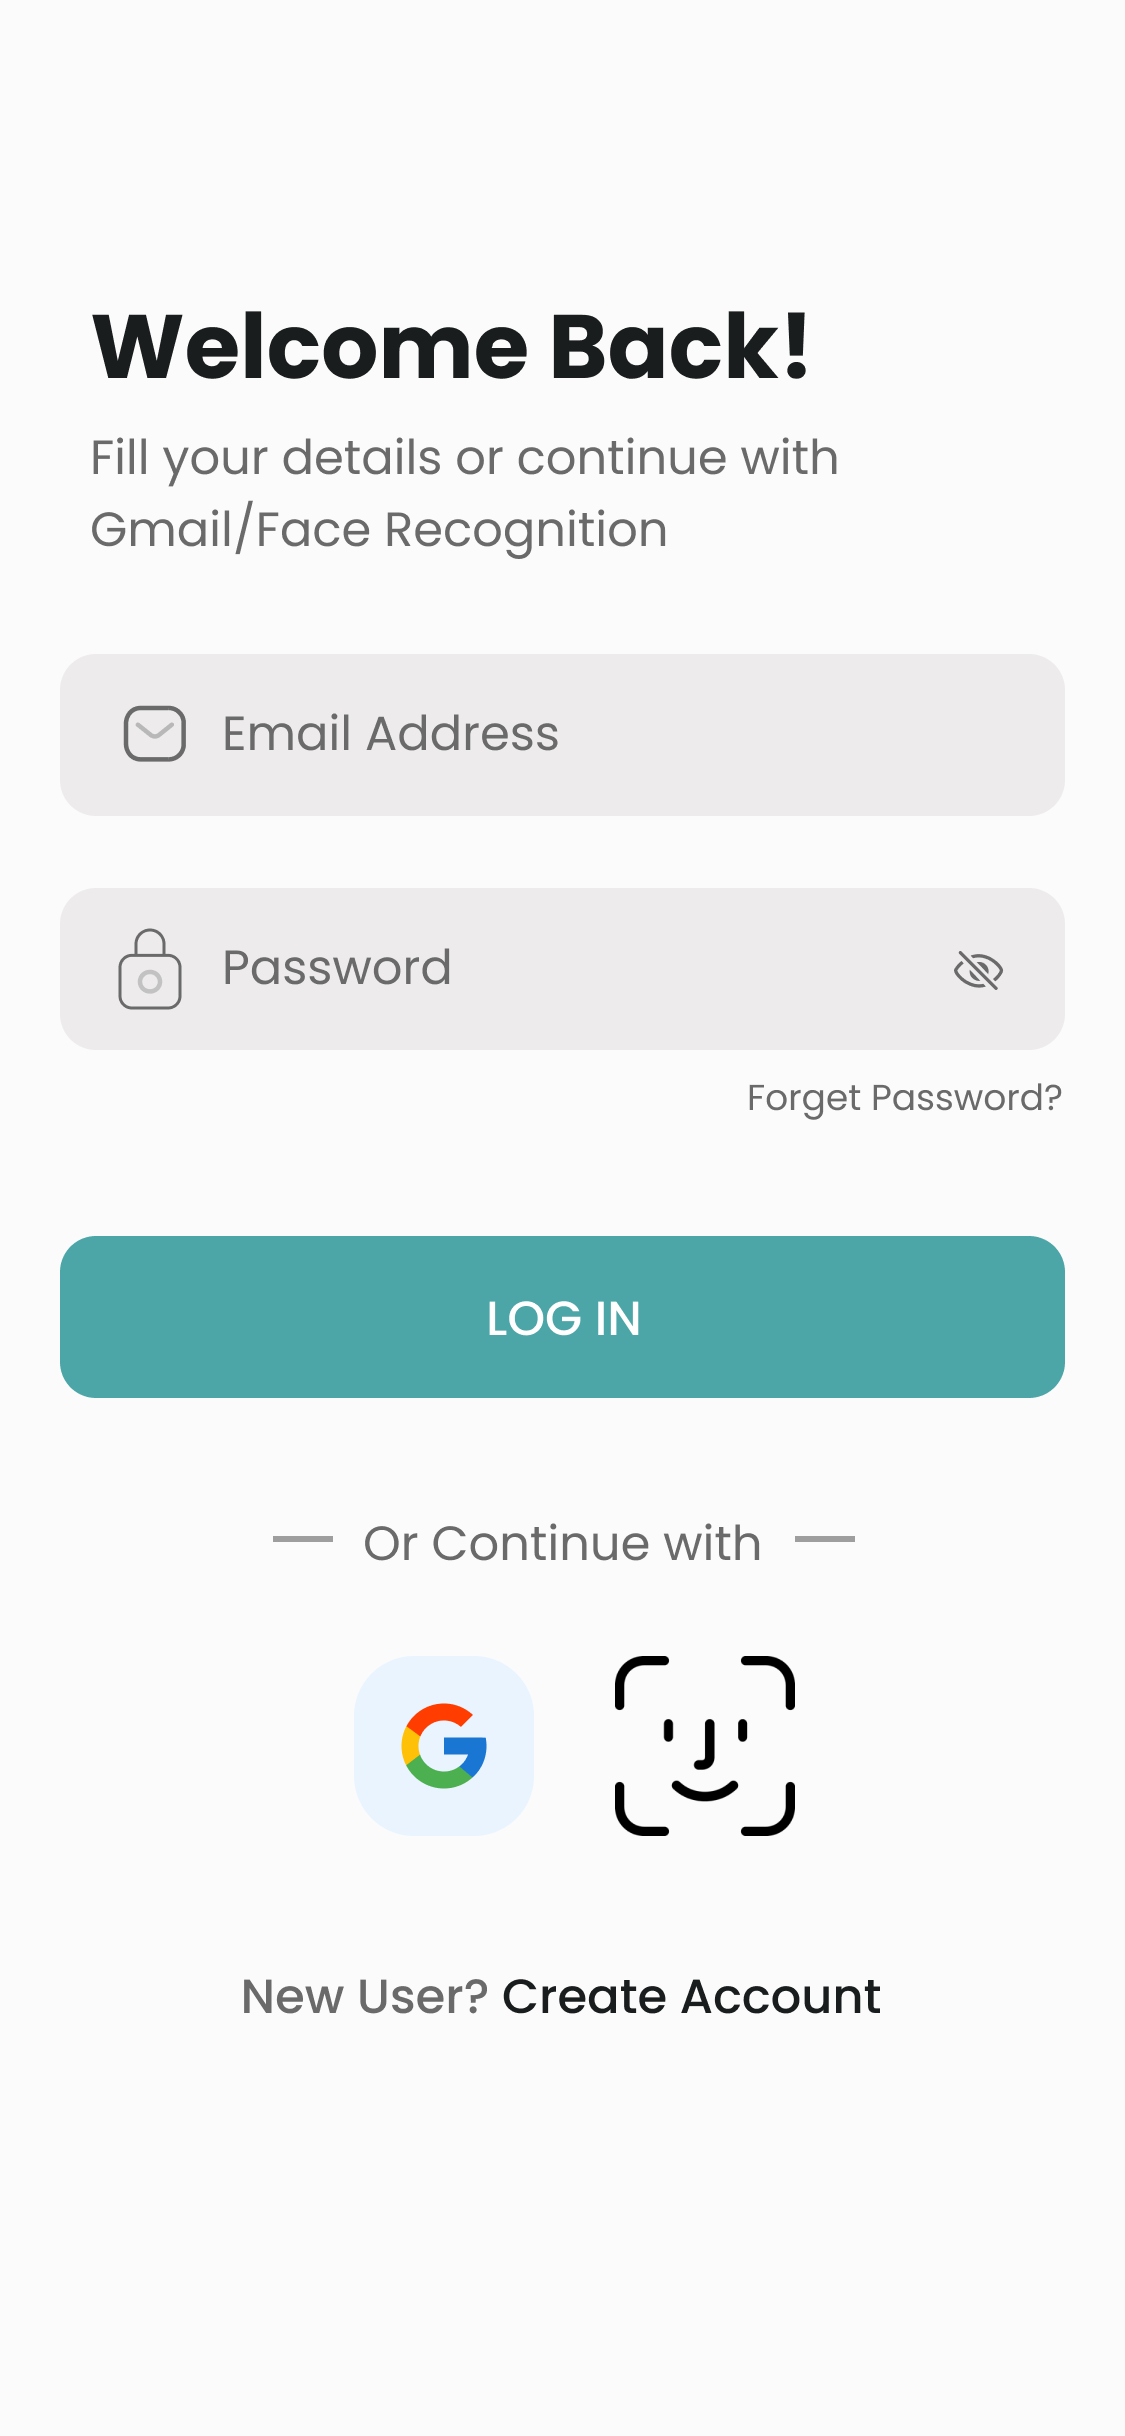 Welcome Back!
Fill your details or continue with
Gmail/Face Recognition
Email Address
Password
Forget Password?
LOG IN
Or Continue with
New User? Create Account